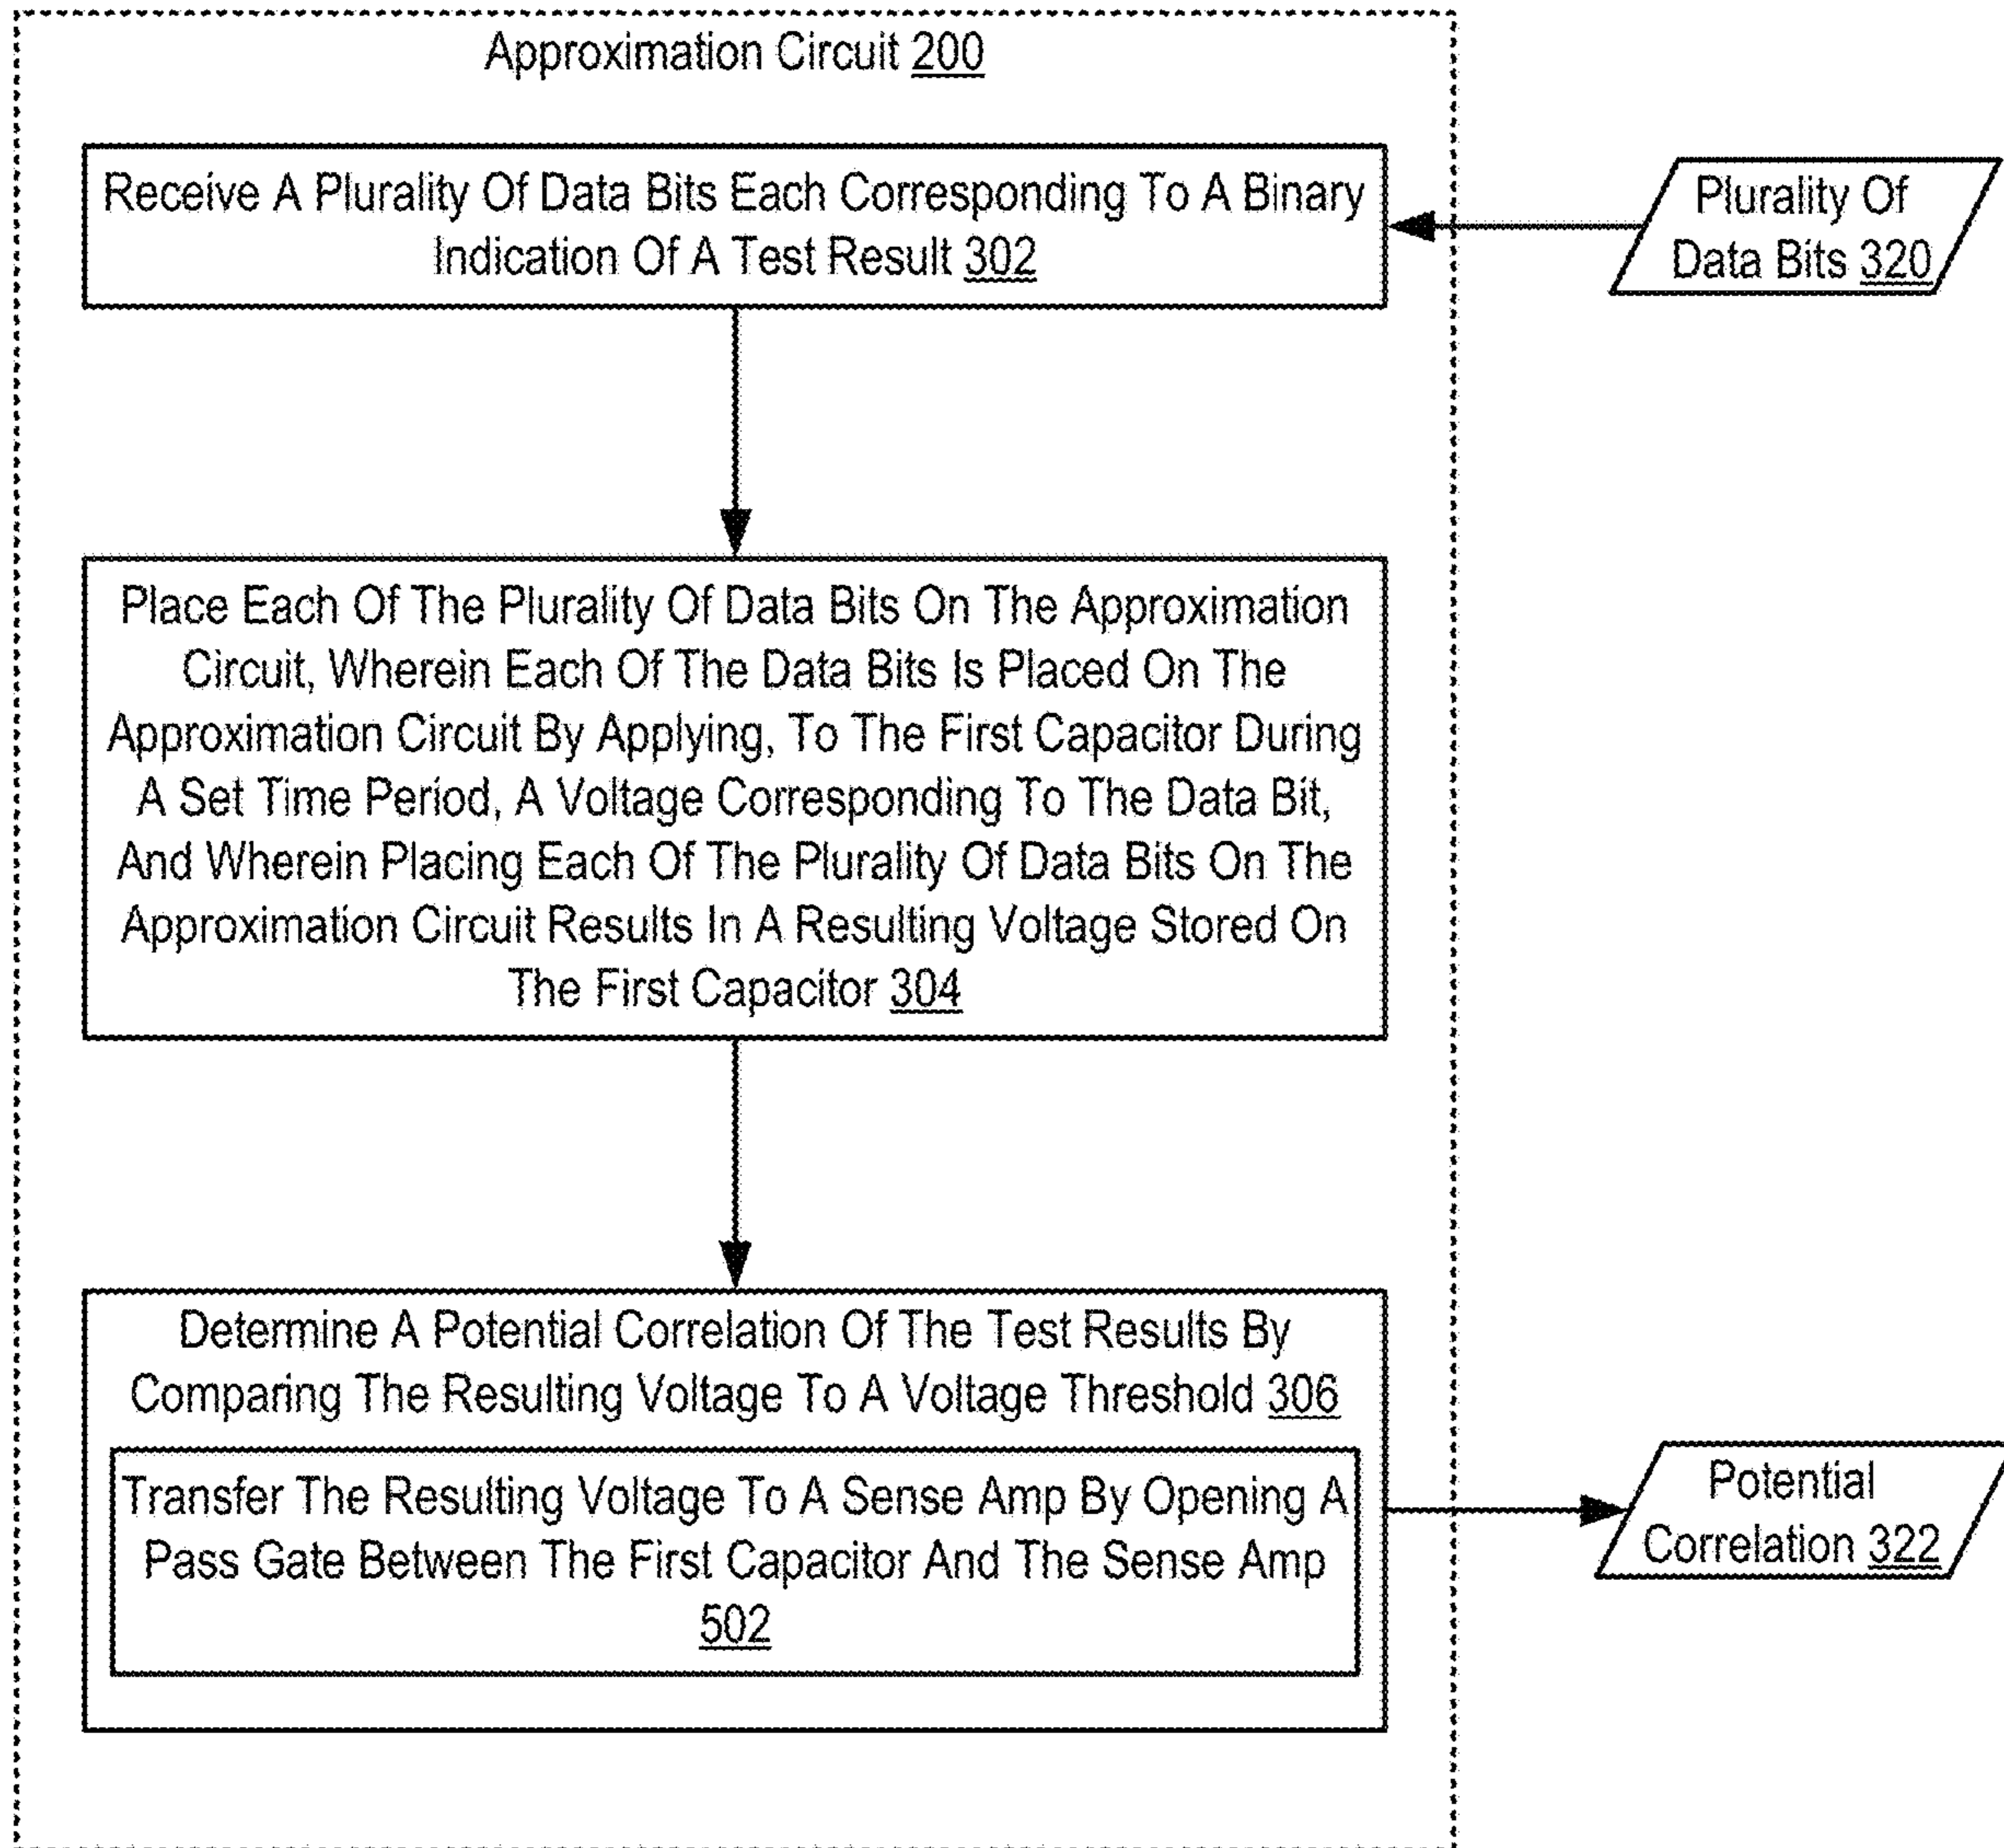 Approximation Circuit 200
Receive A Plurality Of Data Bits Each Corresponding To A Binary
Indication Of A Test Result 302
Plurality Of
Data Bits 320
Place Each Of The Plurality Of Data Bits On The Approximation
Circuit, Wherein Each Of The Data Bits Is Placed On The
Approximation Circuit By Applying, To The First Capacitor During
A Set Time Period, A Voltage Corresponding To The Data Bit,
And Wherein Placing Each Of The Plurality Of Data Bits On The
Approximation Circuit Results In A Resulting Voltage Stored On
The First Capacitor 304
Determine A Potential Correlation Of The Test Results By
Comparing The Resulting Voltage To A Voltage Threshold 306
Transfer The Resulting Voltage To A Sense Amp By Opening A
Pass Gate Between The First Capacitor And The Sense Amp
502
Potential
Correlation 322